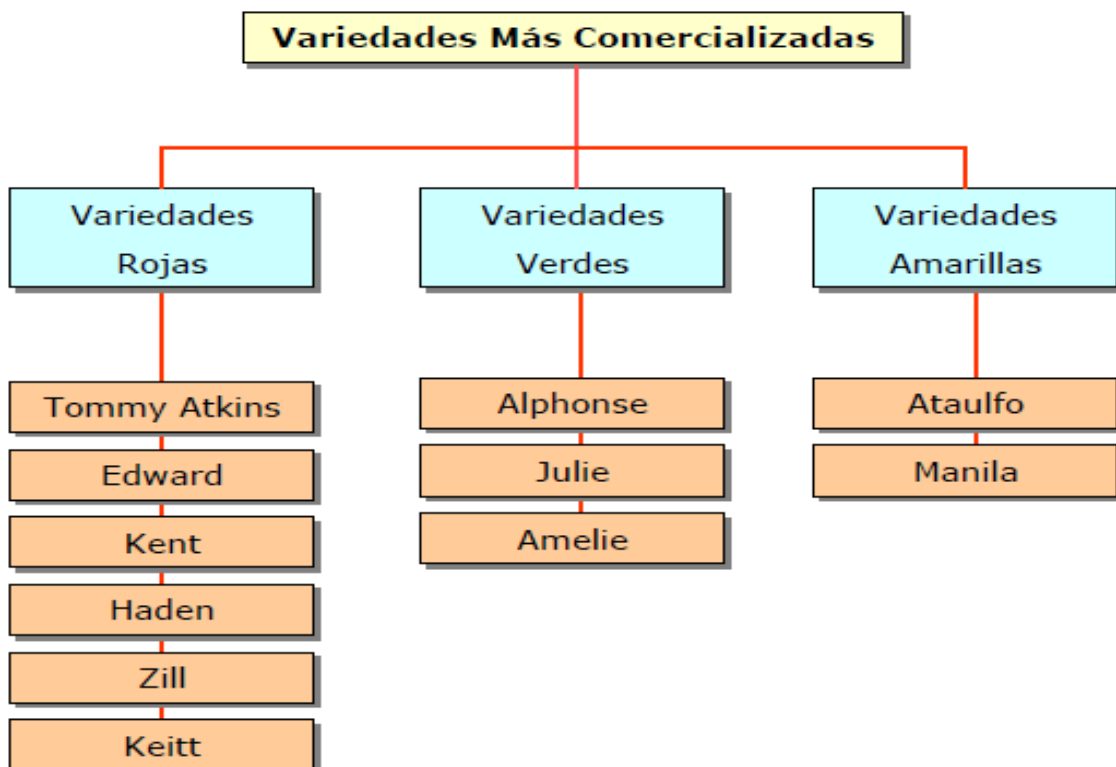 Variedades Más Comercializadas
Variedades
Rojas
Tommy Atkins
Edward
Kent
Haden
Zill
Keitt
Variedades
Verdes
Alphonse
Julie
Amelie
Variedades
Amarillas
Ataulfo
Manila